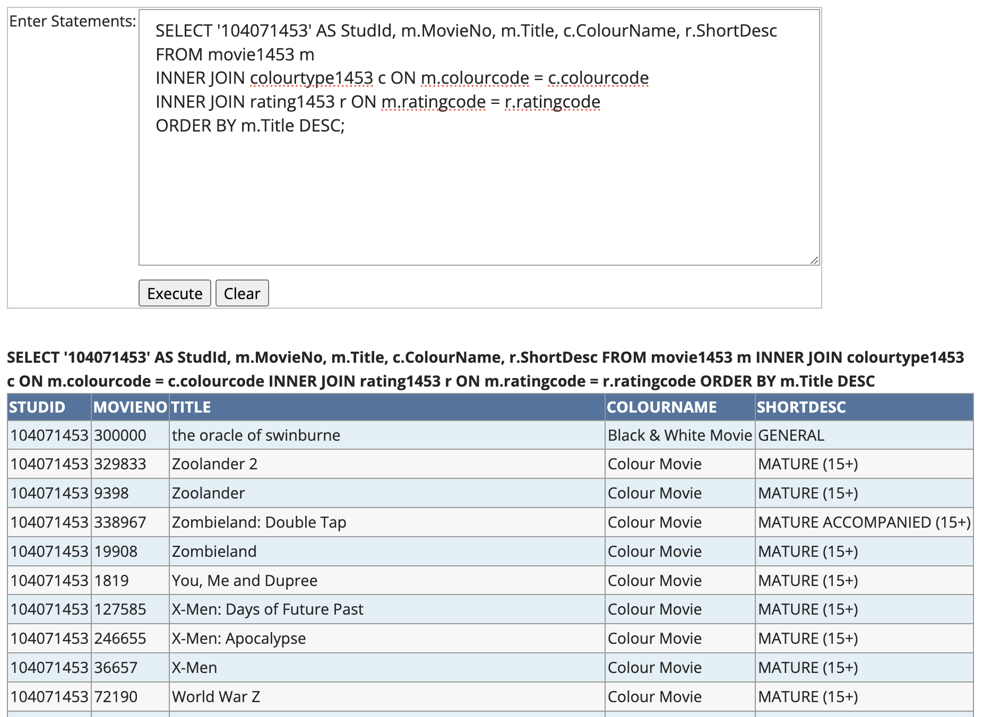 Enter Statements:
SELECT '104071453' AS StudId, m.MovieNo, m.Title, c.ColourName, r.ShortDesc
FROM movie1453 m
INNER JOIN colourtype1453 c ON m.colourcode = c.colourcode
INNER JOIN rating1453 r ON m.ratingcode = r.ratingcode
ORDER BY m.Title DESC;
Execute Clear
SELECT '104071453' AS StudId, m.MovieNo, m.Title, c.ColourName, r.ShortDesc FROM movie1453 m INNER JOIN colourtype1453
c ON m.colourcode = c.colourcode INNER JOIN rating1453 r ON m.ratingcode = r.ratingcode ORDER BY m.Title DESC
STUDID MOVIENO TITLE COLOURNAME SHORTDESC
104071453 300000 the oracle of swinburne Black & White Movie GENERAL
104071453 329833 Zoolander 2 Colour Movie MATURE (15+)
104071453 9398 Zoolander Colour Movie MATURE (15+)
104071453 338967 Zombieland: Double Tap Colour Movie MATURE ACCOMPANIED (15+)
104071453 19908 Zombieland Colour Movie MATURE (15+)
104071453 1819 You, Me and Dupree Colour Movie MATURE (15+)
104071453 127585 X-Men: Days of Future Past Colour Movie MATURE (15+)
104071453 246655 X-Men: Apocalypse Colour Movie MATURE (15+)
104071453 36657 X-Men Colour Movie MATURE (15+)
104071453 72190 World War Z Colour Movie MATURE (15+)